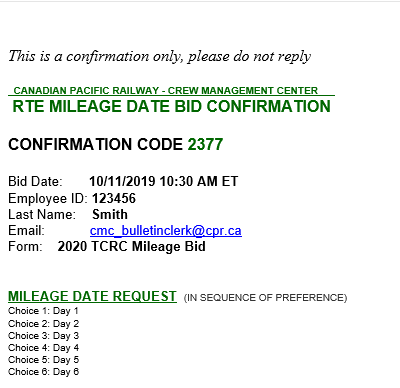 This is a confirmation only, please do not reply
CANADIAN PACIFIC RAILWAY - CREW MANAGEMENT CENTER
RTE MILEAGE DATE BID CONFIRMATION
CONFIRMATION CODE 2377
Bid Date: 10/11/2019 10:30 AM ET
Employee ID: 123456
Last Name: Smith
Email: cmc_bulletinclerk@cpr.ca
Form: 2020 TCRC Mileage Bid
MILEAGE DATE REQUEST (IN SEQUENCE OF PREFERENCE)
Choice 1: Day 1
Choice 2: Day 2
Choice 3: Day 3
Choice 4: Day 4
Choice 5: Day 5
Choice 6: Day 6